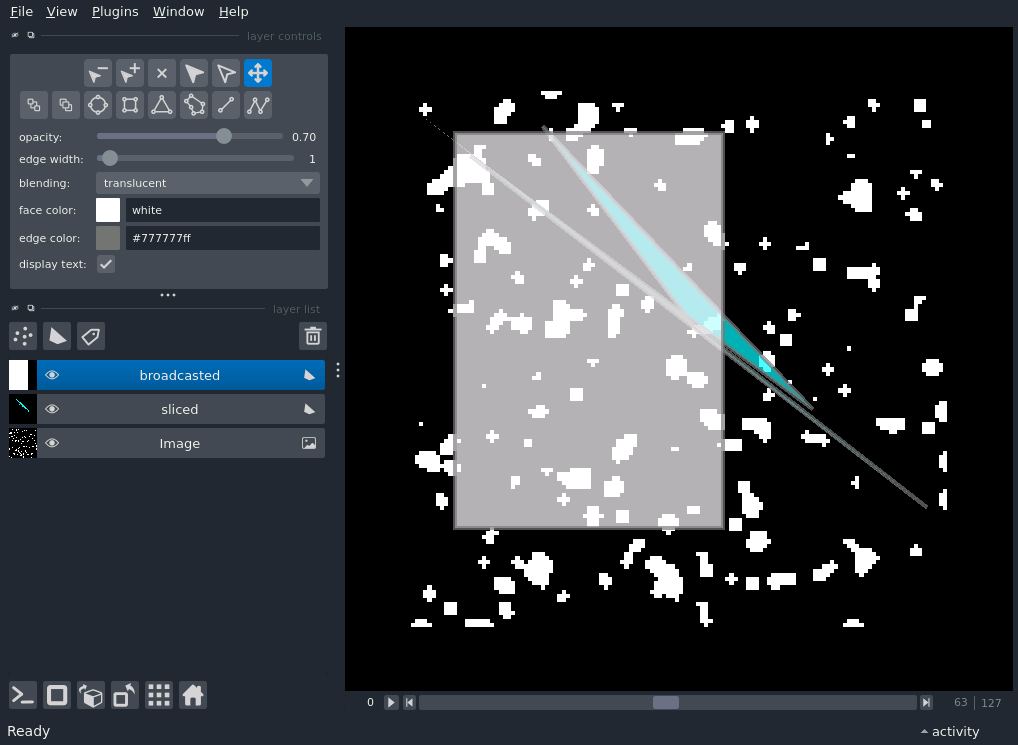 File View Plugins Window Help
layer controls
opacity: 0.70
edge width: 1
blending: translucent
face color: white
edge color: #777777ff
display text:
layer list
broadcasted
sliced
Image
0 63 127
Ready activity